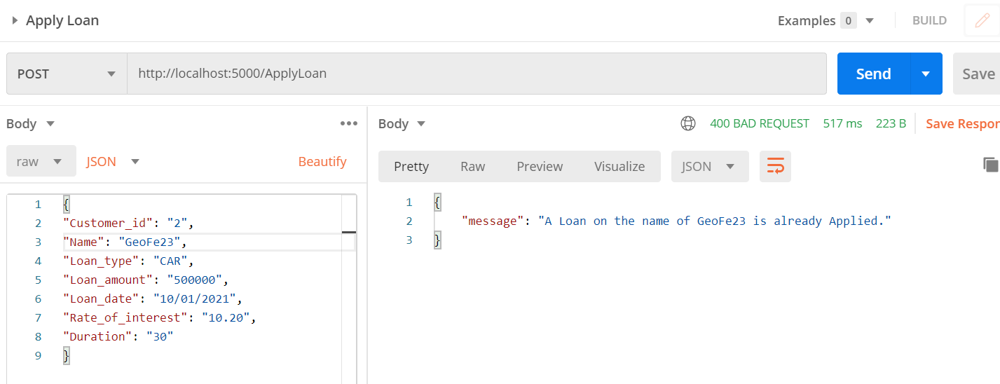 Apply Loan
Examples 0
BUILD
POST
http://localhost:5000/ApplyLoan
Send
Save
Body
raw
JSON
Beautify
1 {
2 "Customer_id": "2",
3 "Name": "GeoFe23",
4 "Loan_type": "CAR",
5 "Loan_amount": "500000",
6 "Loan_date": "10/01/2021",
7 "Rate_of_interest": "10.20",
8 "Duration": "30"
9 }
Body
400 BAD REQUEST 517 ms 223 B Save Respon
Pretty Raw Preview Visualize JSON
1 {
2 "message": "A Loan on the name of GeoFe23 is already Applied."
3 }